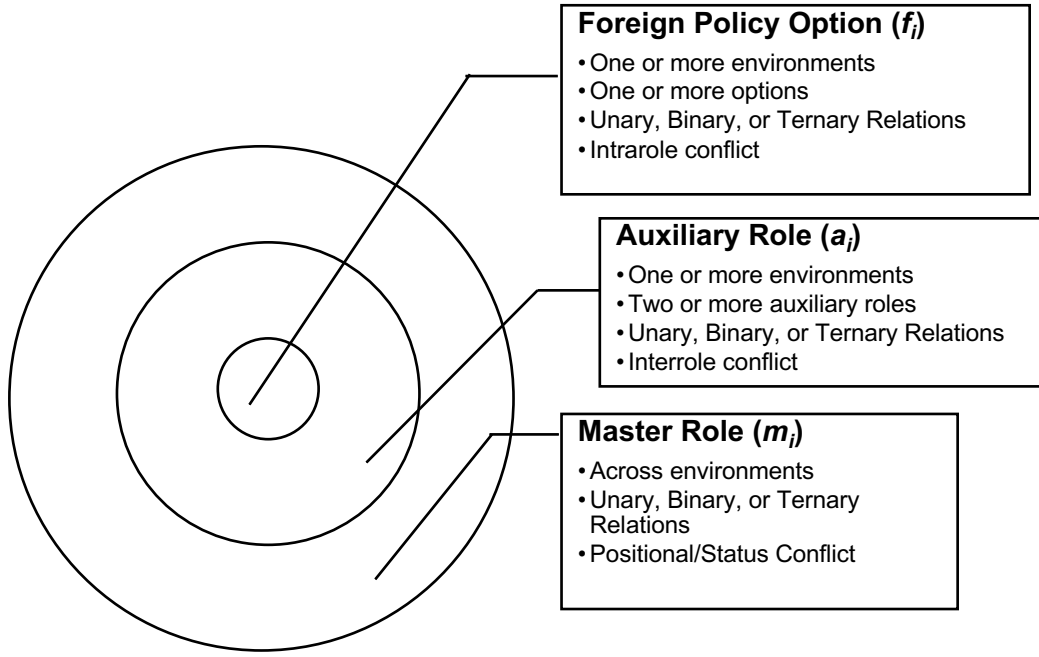 Foreign Policy Option (fi)
• One or more environments
• One or more options
• Unary, Binary, or Ternary Relations
• Intrarole conflict
Auxiliary Role (ai)
• One or more environments
• Two or more auxiliary roles
• Unary, Binary, or Ternary Relations
• Interrole conflict
Master Role (mi)
• Across environments
• Unary, Binary, or Ternary
Relations
• Positional/Status Conflict